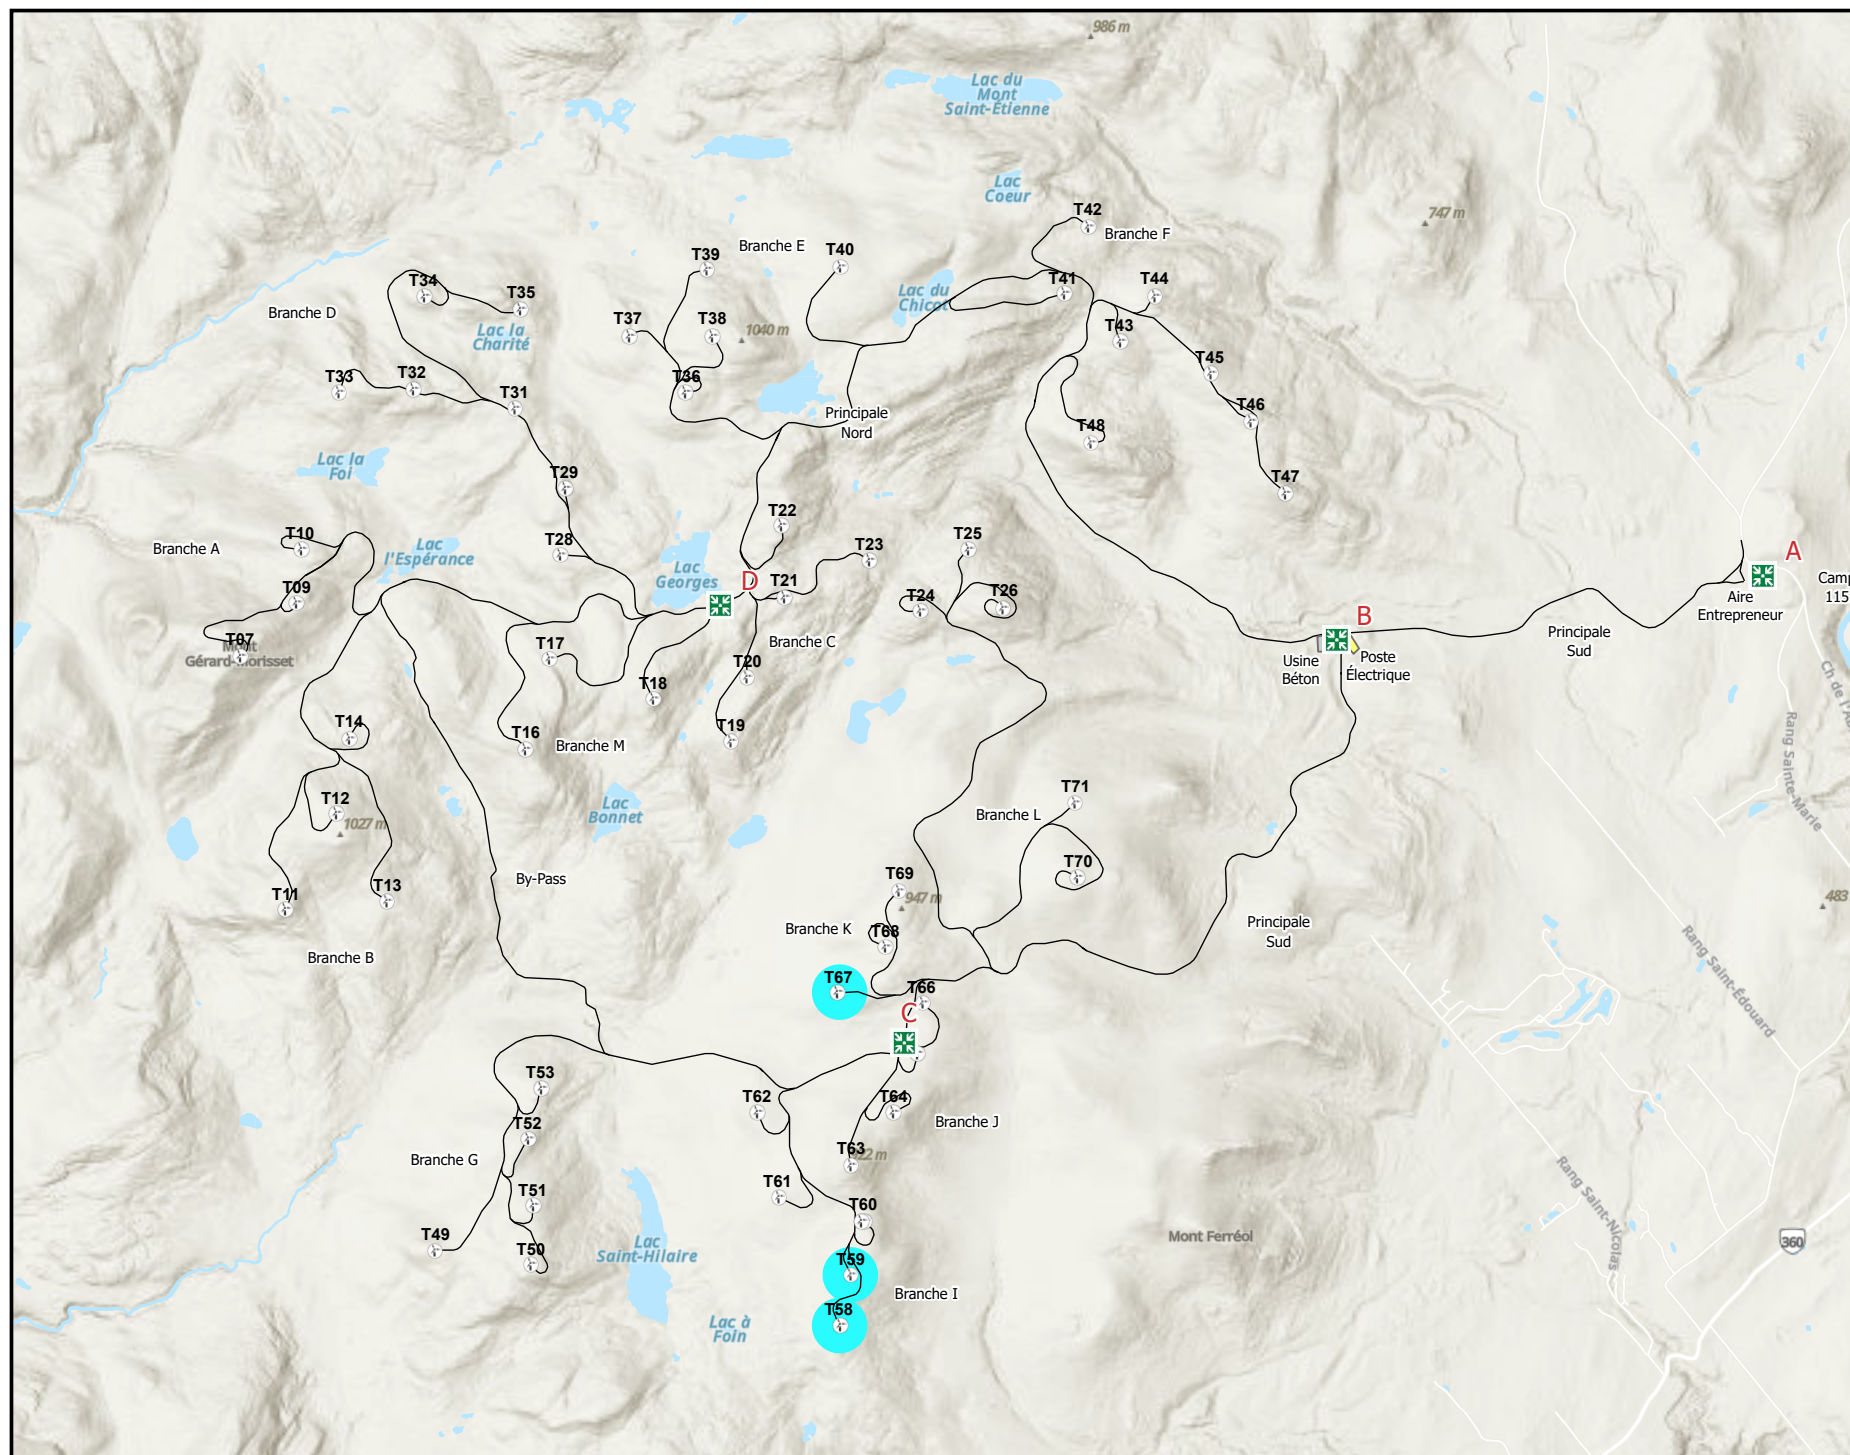 986 m
Lac du
Mont
Saint-Étienne
Lac
Coeur
T42
Branche F
747 m
Branche E
T39
T40
T41
T44
T34
T35
Branche D
Lac du
Chicot
T37
T38
1040 m
T43
Lac la
Charité
T45
T33
T32
T31
T36
T46
Principale
Nord
T48
Lac la
Foi
T29
T47
T22
T10
Branche A
Lac
l'Espérance
T28
T23
T25
A
Lac
Georges
D
T21
Camp
115
T09
T24
T26
Aire
Entrepreneur
B
T07
Mont
Gérard-Morisset
T17
Branche C
Principale
Sud
Usine
Béton
Poste
Électrique
T20
T18
Ch de l'A
T14
T16
Branche M
T19
Rang Sainte-Marie
T12
1027 m
Lac
Bonnet
T71
Branche L
T70
T11
T13
By-Pass
T69
947 m
483
Branche K
T68
Principale
Sud
Branche B
T67
T66
Rang Saint-Édouard
C
T53
T62
T64
T52
Branche J
Branche G
T63
22 m
T61
T51
T60
Rang Saint-Nicolas
T49
T50
Lac
Saint-Hilaire
Mont Ferréol
360
T59
Branche I
T58
Lac à
Foin